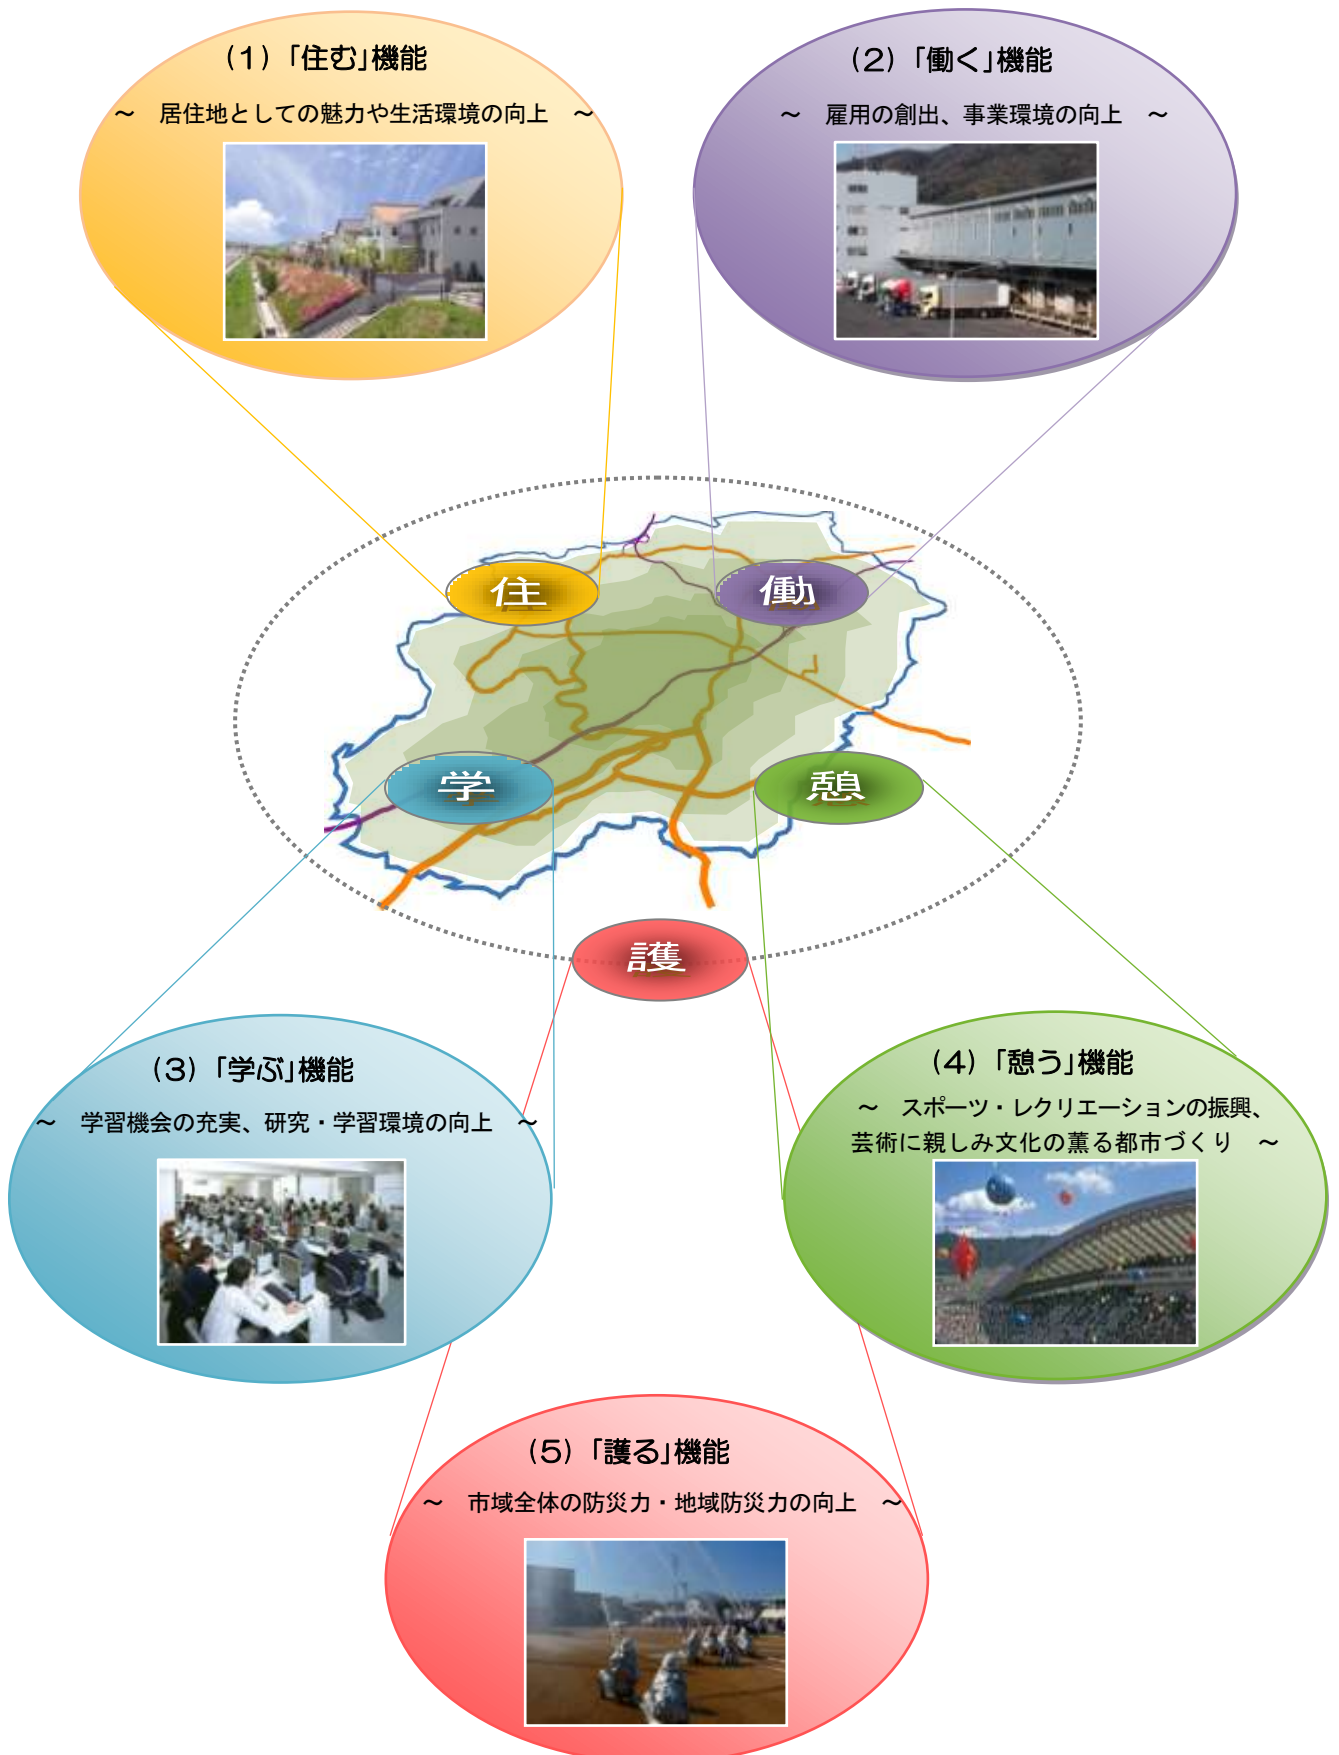 (1)「住む」機能
～　居住地としての魅力や生活環境の向上　～
(2)「働く」機能
～　雇用の創出、事業環境の向上　～
住
働
学
憩
護
(3)「学ぶ」機能
～　学習機会の充実、研究・学習環境の向上　～
(4)「憩う」機能
～　スポーツ・レクリエーションの振興、
芸術に親しみ文化の薫る都市づくり　～
(5)「護る」機能
～　市域全体の防災力・地域防災力の向上　～